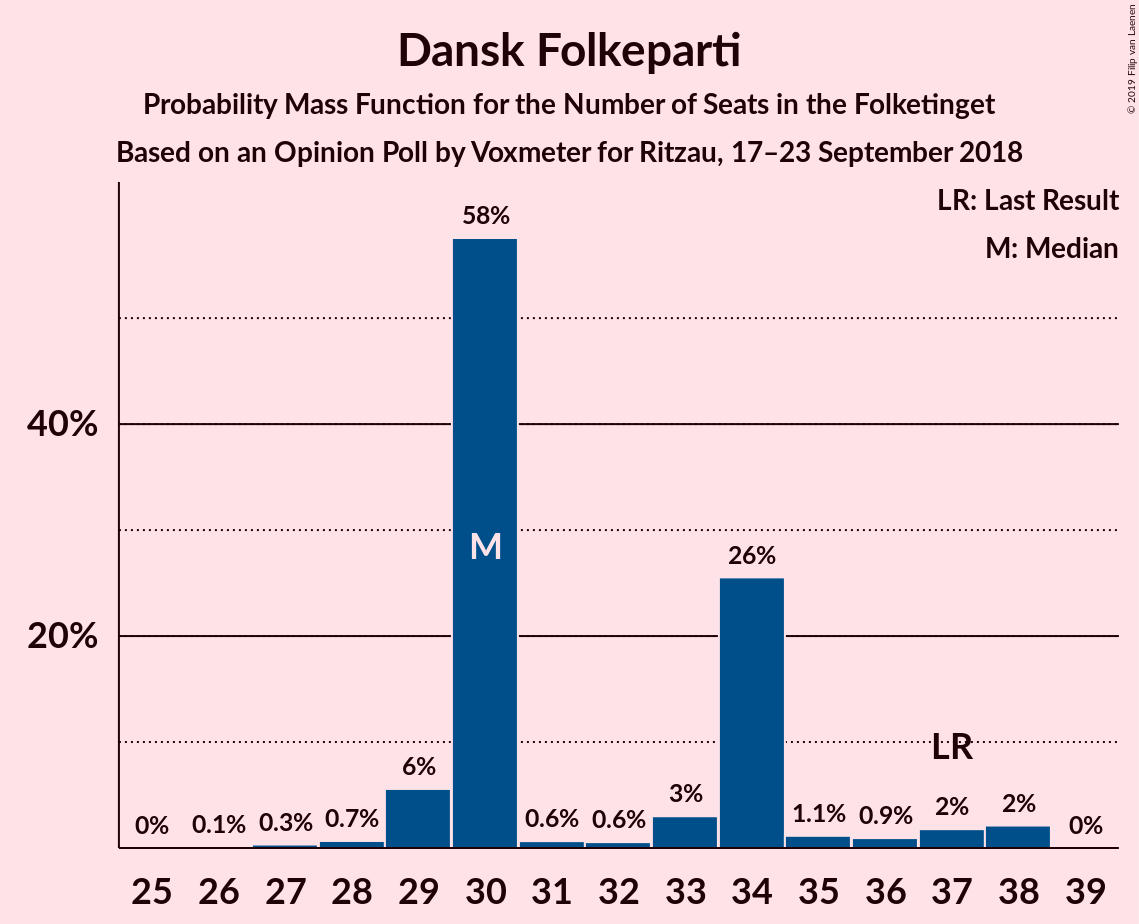 Dansk Folkeparti
Probability Mass Function for the Number of Seats in the Folketinget
Based on an Opinion Poll by Voxmeter for Ritzau, 17–23 September 2018
© 2019 Filip van Laenen
LR: Last Result
M: Median
58%
40%
M
26%
20%
LR
6%
3%
0% 0.1% 0.3% 0.7% 0.6% 0.6% 1.1% 0.9% 2% 2% 0%
25 26 27 28 29 30 31 32 33 34 35 36 37 38 39